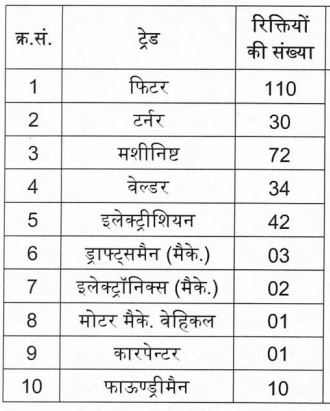 क्र.सं. ट्रेड रिक्तियों की संख्या
1 फिटर 110
2 टर्नर 30
3 मशीनिष्ट 72
4 वेल्डर 34
5 इलेक्ट्रीशियन 42
6 ड्राफ्ट्समैन (मैके.) 03
7 इलेक्ट्रॉनिक्स (मैके.) 02
8 मोटर मैके. वेहिकल 01
9 कारपेन्टर 01
10 फाऊण्ड्रीमैन 10